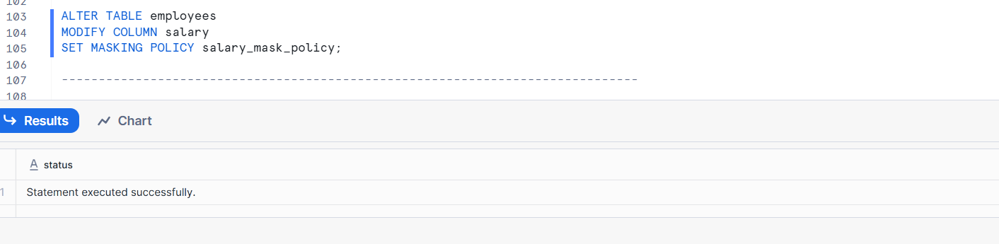 102
103 ALTER TABLE employees
104 MODIFY COLUMN salary
105 SET MASKING POLICY salary_mask_policy;
106
107 ------------------------------------------------------------------------------
108
Results Chart
A status
1 Statement executed successfully.